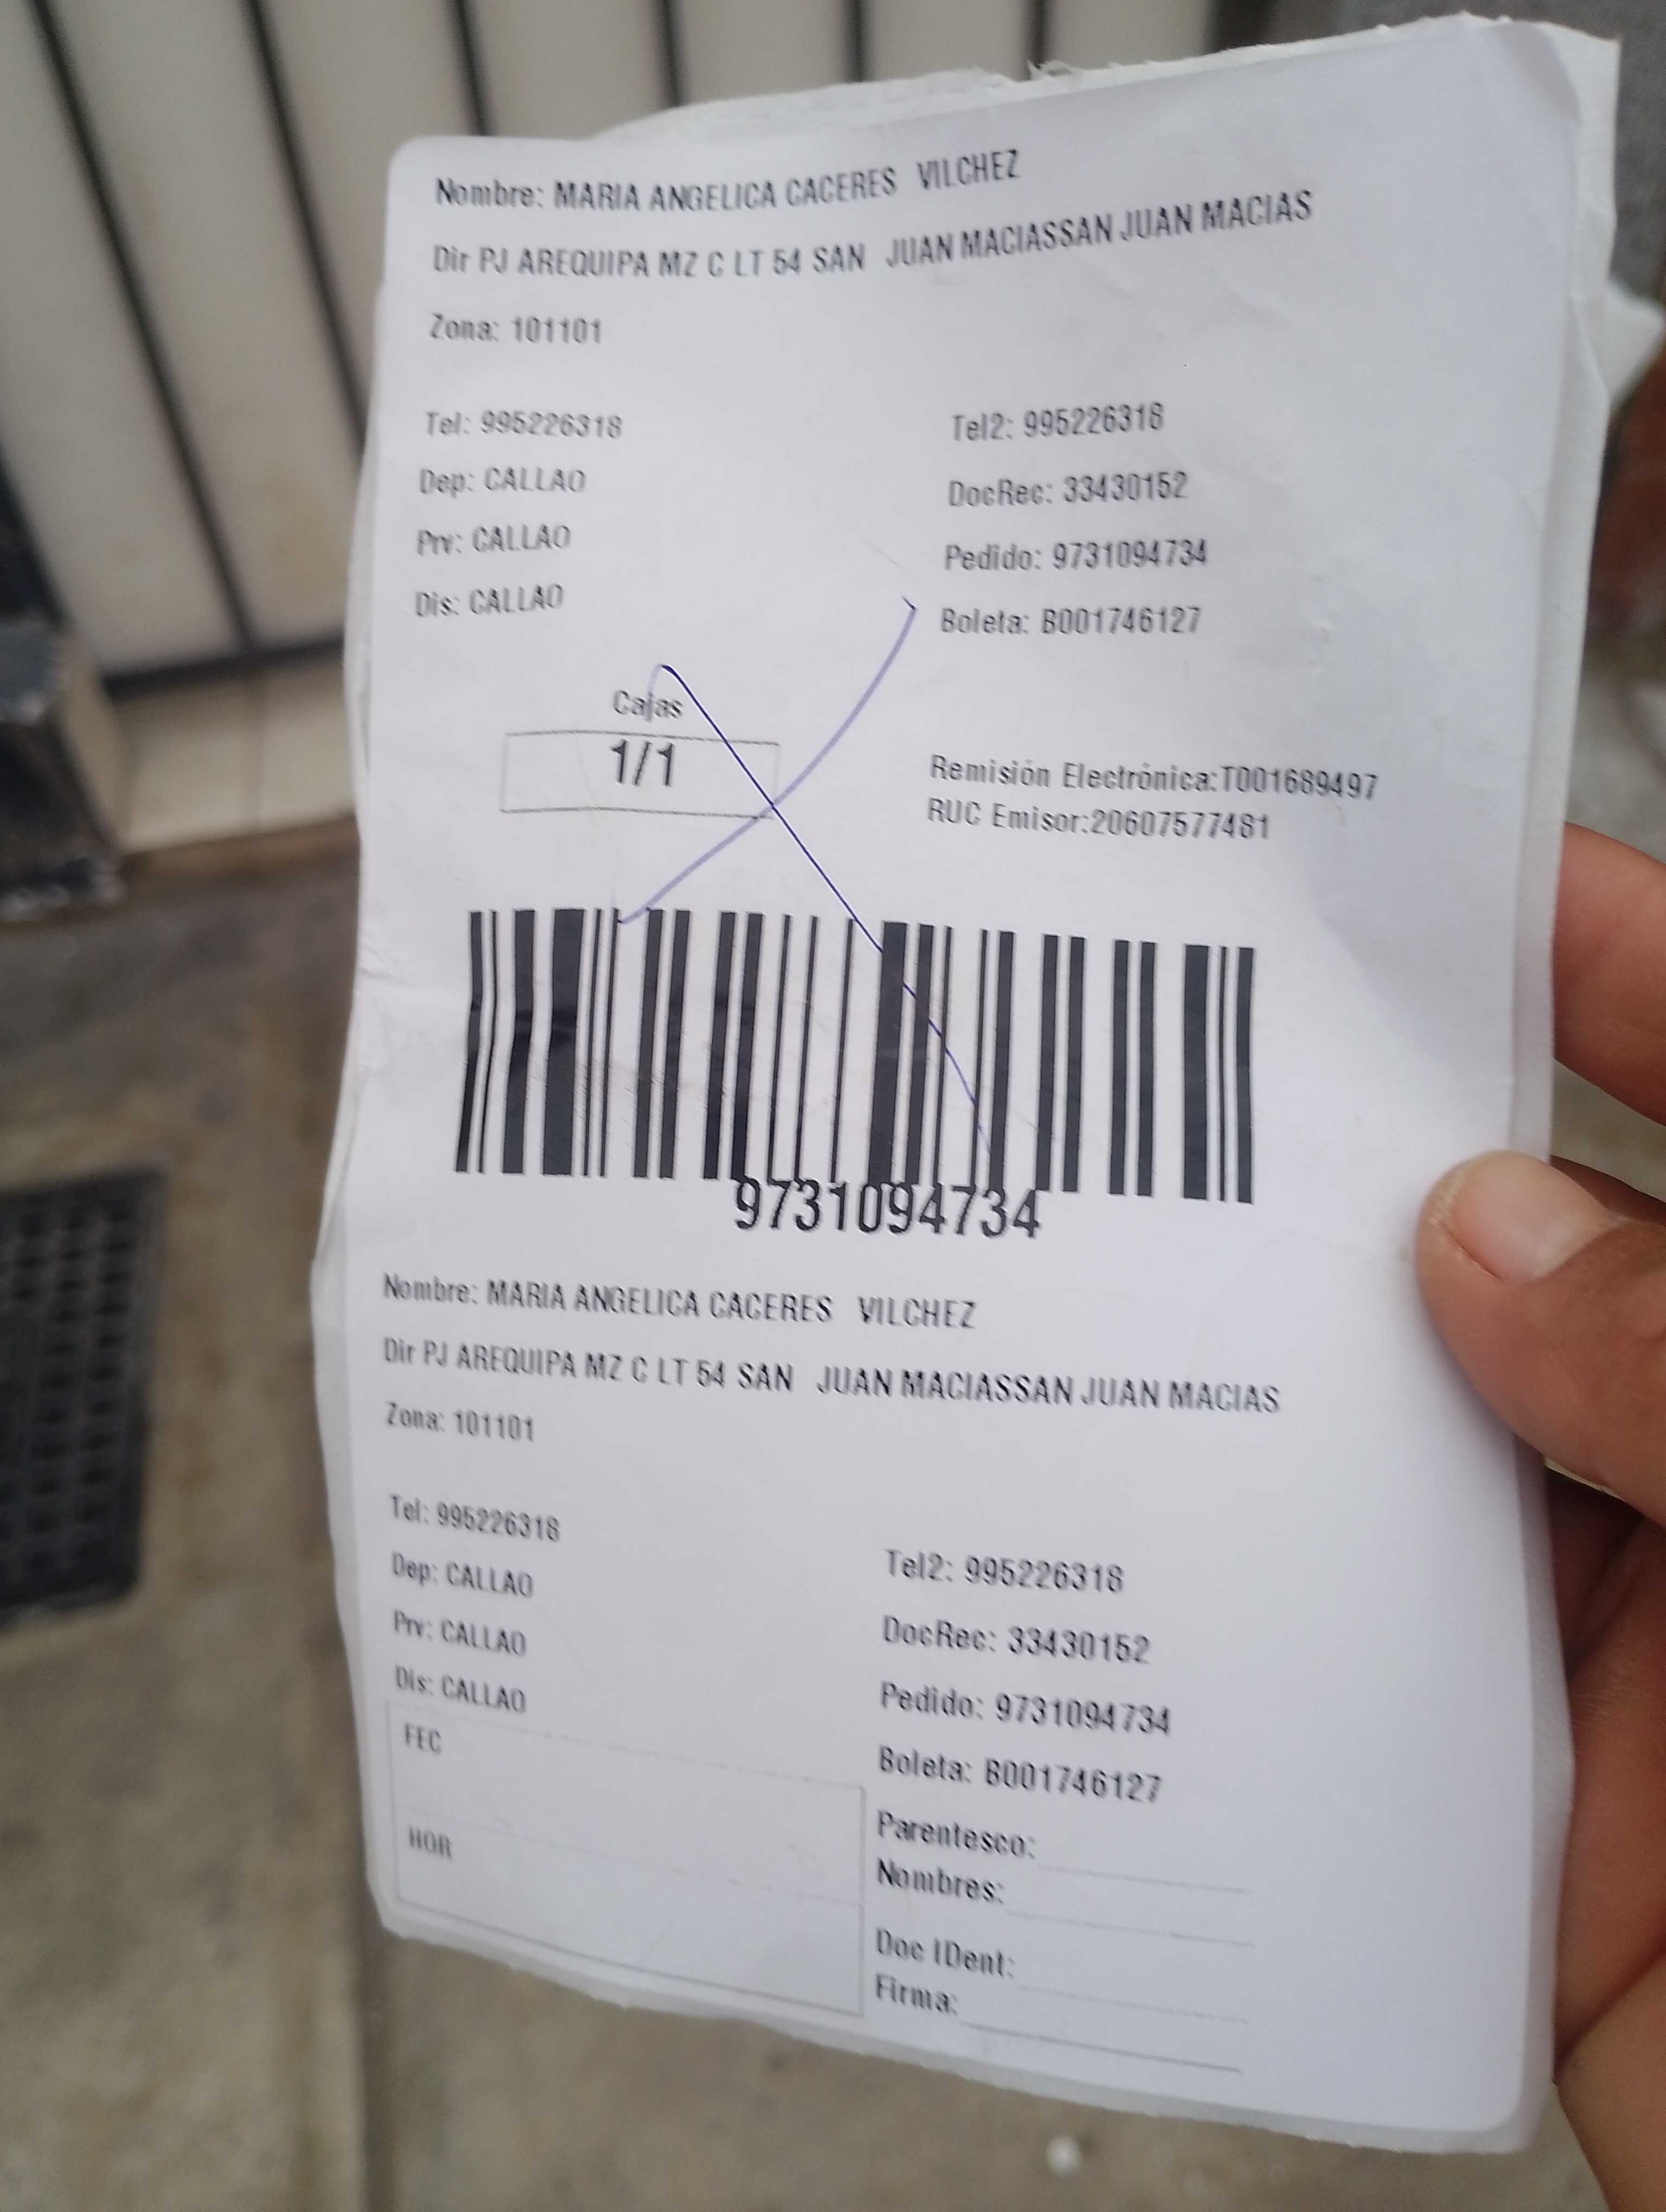 Nombre: MARIA ANGELICA CACERES VILCHEZ
Dir PJ AREQUIPA MZ C LT 54 SAN JUAN MACIASSAN JUAN MACIAS
Zona: 101101
Tel: 995226318
Tel2: 995226318
Dep: CALLAO
DocRec: 33430152
Prv: CALLAO
Pedido: 9731094734
Dis: CALLAO
Boleta: B001746127
Cajas
1/1
Remisión Electrónica:T001689497
RUC Emisor:20607577481
9731094734
Nombre: MARIA ANGELICA CACERES VILCHEZ
Dir PJ AREQUIPA MZ C LT 54 SAN JUAN MACIASSAN JUAN MACIAS
Zona: 101101
Tel: 995226318
Tel2: 995226318
Dep: CALLAO
DocRec: 33430152
Prv: CALLAO
Pedido: 9731094734
Dis: CALLAO
Boleta: B001746127
FEC
HOR
Parentesco:
Nombres:
Doc IDent:
Firma: